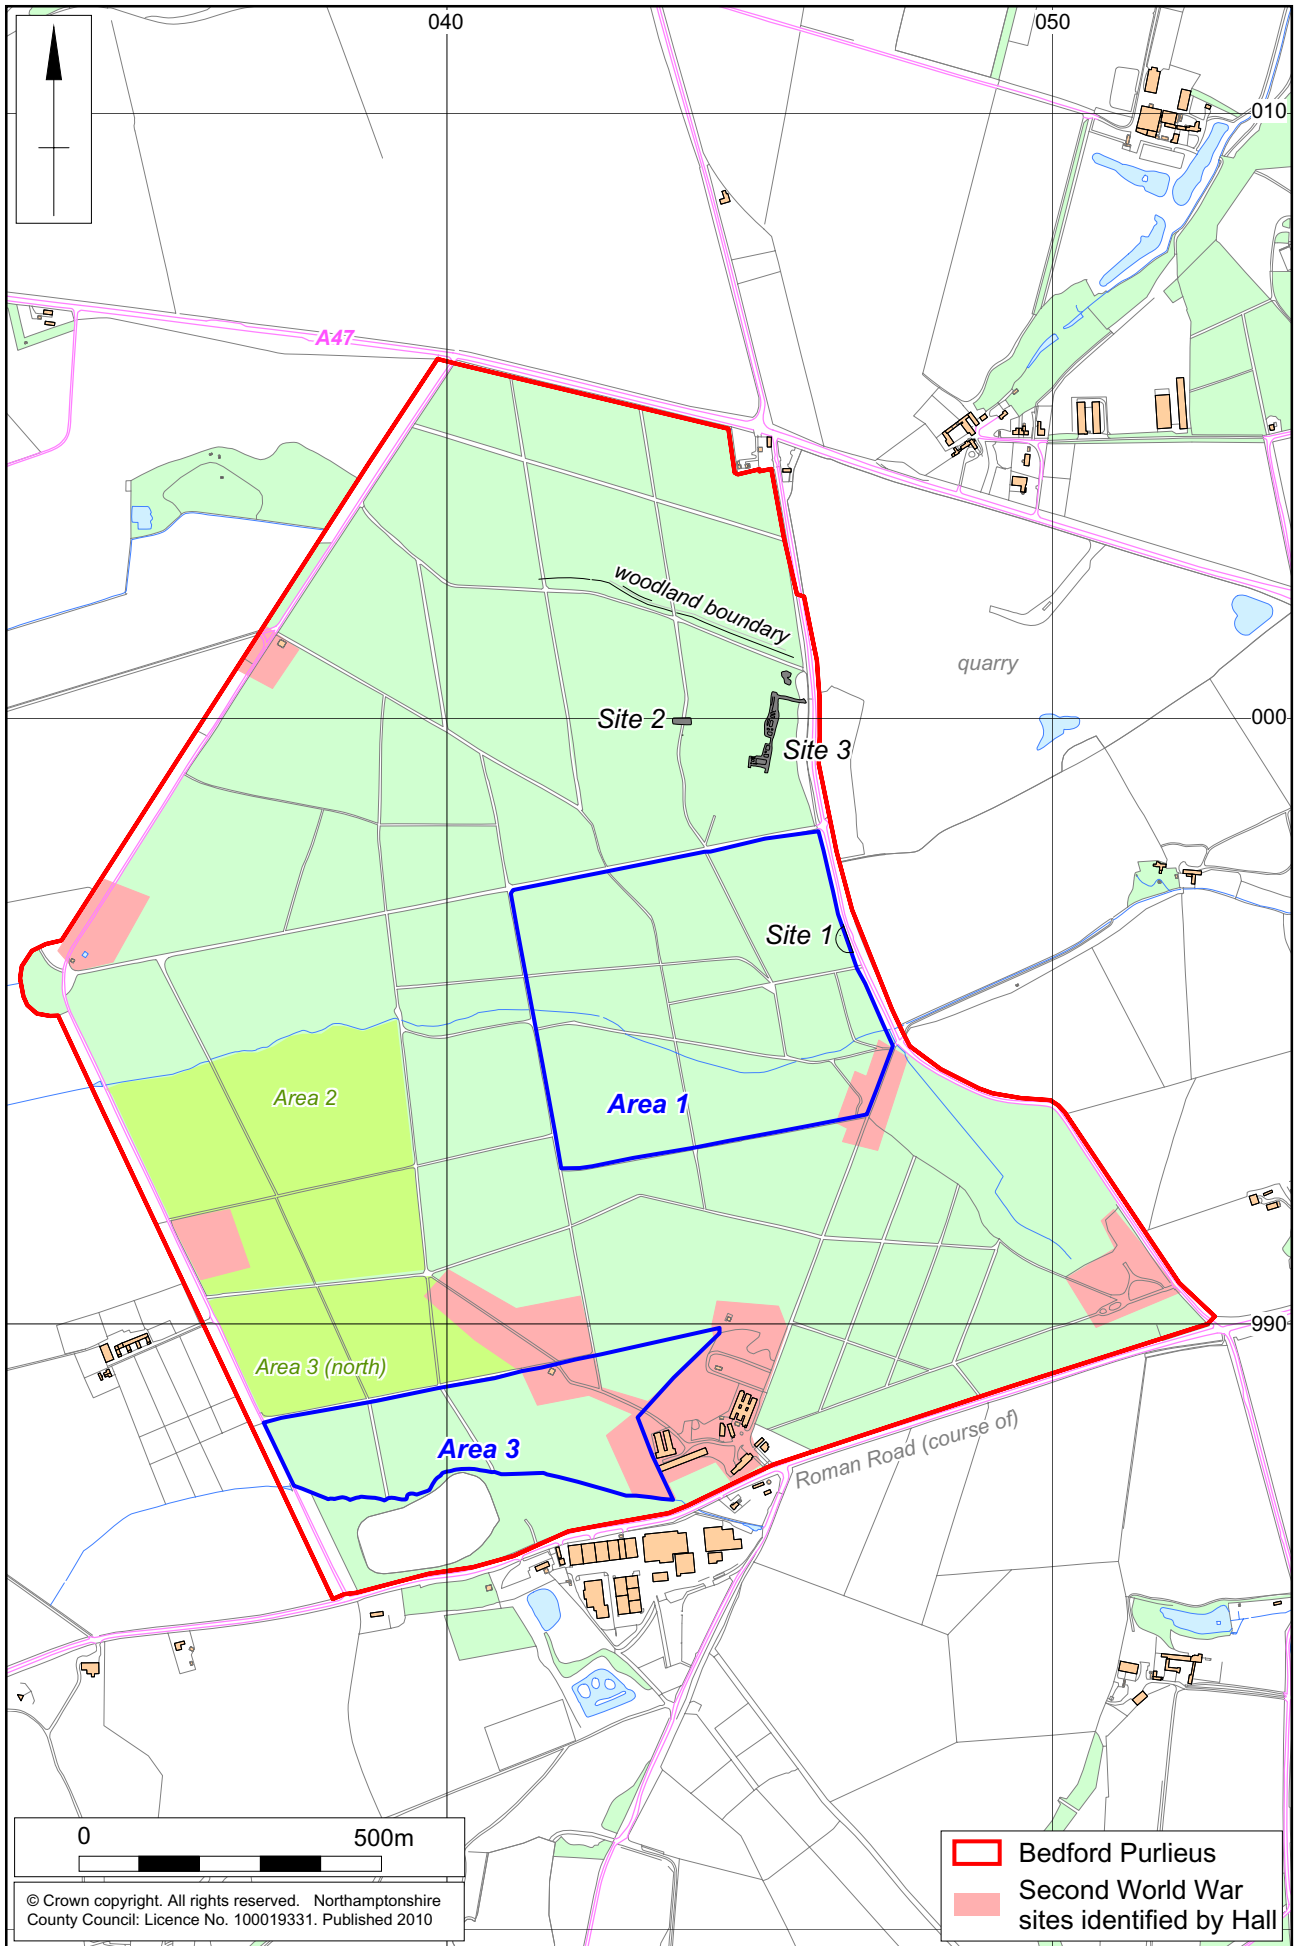 040
050
010
A47
woodland boundary
quarry
Site 2
000
Site 3
Site 1
Area 2
Area 1
990
Area 3 (north)
Area 3
Roman Road (course of)
0
500m
© Crown copyright. All rights reserved. Northamptonshire
County Council: Licence No. 100019331. Published 2010
Bedford Purlieus
Second World War
sites identified by Hall